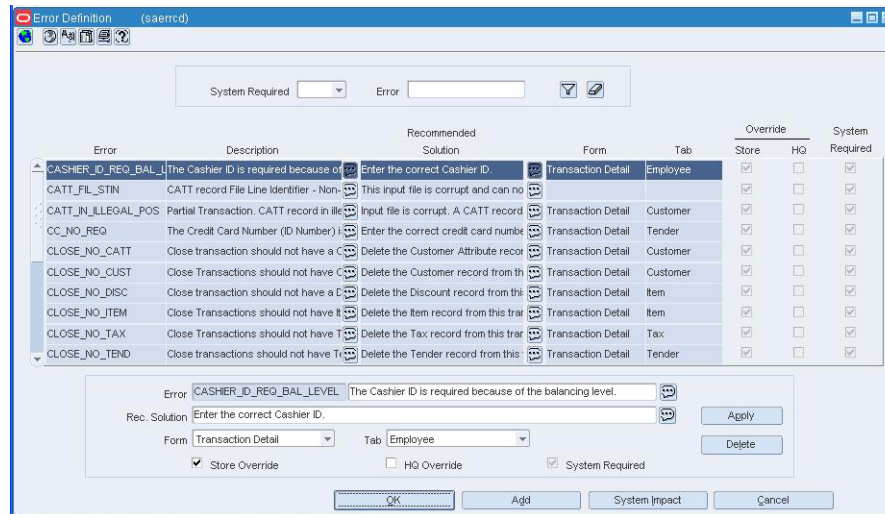 Error Definition (saerrcd)
System Required Error
Recommended Override System
Error Description Solution Form Tab Store HQ Required
CASHIER_ID_REQ_BAL_L The Cashier ID is required because of Enter the correct Cashier ID. Transaction Detail Employee
CATT_FIL_STIN CATT record File Line Identifier - Non- This input file is corrupt and can no
CATT_IN_ILLEGAL_POS Partial Transaction. CATT record in ille Input file is corrupt. A CATT record Transaction Detail Customer
CC_NO_REQ The Credit Card Number (ID Number) i Enter the correct credit card numbe Transaction Detail Tender
CLOSE_NO_CATT Close transaction should not have a C Delete the Customer Attribute recor Transaction Detail Customer
CLOSE_NO_CUST Close Transactions should not have C Delete the Customer record from th Transaction Detail Customer
CLOSE_NO_DISC Close transactions should not have a D Delete the Discount record from thi Transaction Detail Item
CLOSE_NO_ITEM Close Transactions should not have It Delete the Item record from this trar Transaction Detail Item
CLOSE_NO_TAX Close Transactions should not have T Delete the Tax record from this trar Transaction Detail Tax
CLOSE_NO_TEND Close transactions should not have Te Delete the Tender record from this Transaction Detail Tender
Error CASHIER_ID_REQ_BAL_LEVEL The Cashier ID is required because of the balancing level.
Rec. Solution Enter the correct Cashier ID. Apply
Form Transaction Detail Tab Employee Delete
Store Override HQ Override System Required
OK Add System Impact Cancel